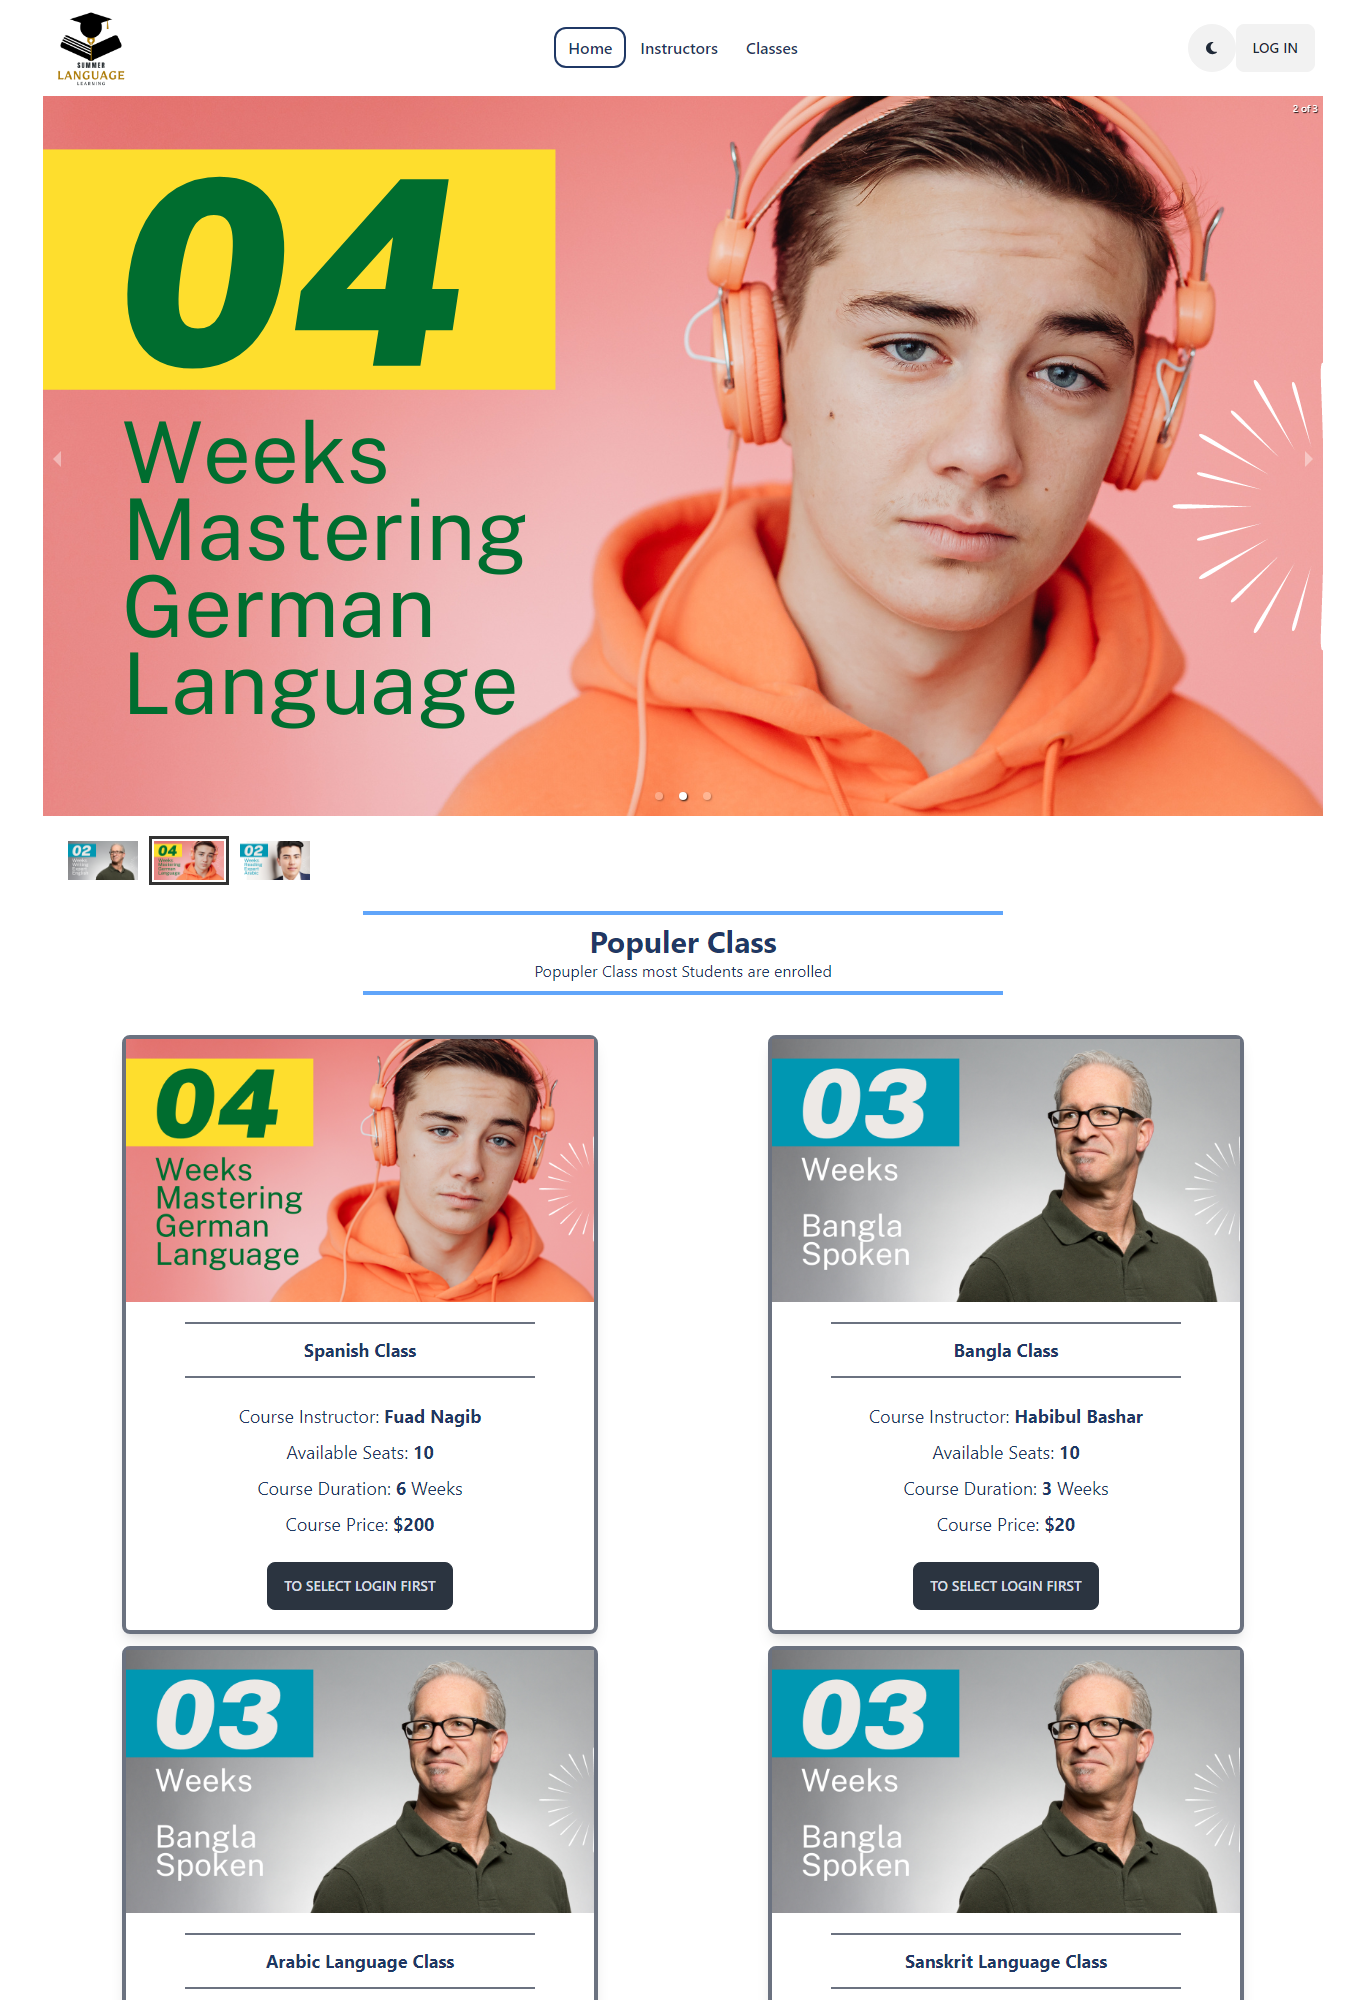 SUMMER
LANGUAGE
LEARNING
Home
Instructors
Classes
LOG IN
2 of 3
04
Weeks
Mastering
German
Language
02
04
02
Populer Class
Popupler Class most Students are enrolled
04
Weeks
Mastering
German
Language
Spanish Class
Course Instructor: Fuad Nagib
Available Seats: 10
Course Duration: 6 Weeks
Course Price: $200
TO SELECT LOGIN FIRST
03
Weeks
Bangla
Spoken
Bangla Class
Course Instructor: Habibul Bashar
Available Seats: 10
Course Duration: 3 Weeks
Course Price: $20
TO SELECT LOGIN FIRST
03
Weeks
Bangla
Spoken
Arabic Language Class
03
Weeks
Bangla
Spoken
Sanskrit Language Class